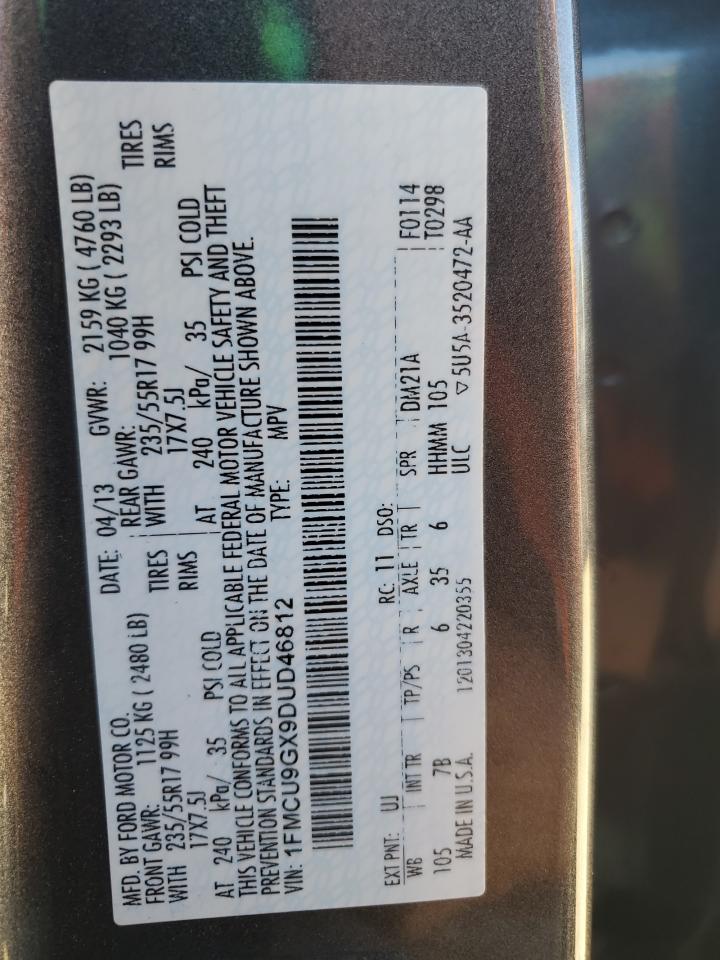 MFD. BY FORD MOTOR CO. DATE: 04/13 GVWR: 2159 KG ( 4760 LB)
FRONT GAWR: 1125 KG ( 2480 LB) REAR GAWR: 1040 KG ( 2293 LB)
WITH 235/55R17 99H TIRES WITH 235/55R17 99H TIRES
17X7.5J RIMS 17X7.5J RIMS
AT 240 kPa/ 35 PSI COLD AT 240 kPa/ 35 PSI COLD
THIS VEHICLE CONFORMS TO ALL APPLICABLE FEDERAL MOTOR VEHICLE SAFETY AND THEFT
PREVENTION STANDARDS IN EFFECT ON THE DATE OF MANUFACTURE SHOWN ABOVE.
VIN: 1FMCU9GX9DUD46812 TYPE: MPV
EXT PNT: UJ RC: 11 DSO: F0114
WB INT TR TP/PS R AXLE TR SPR DM21A T0298
105 7B 6 35 6 HHMM 105
MADE IN U.S.A. 1201304220355 ULC ▽5U5A-3520472-AA